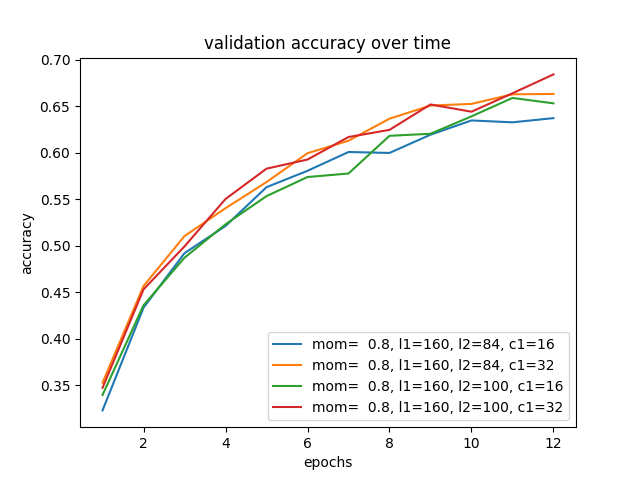 validation accuracy over time
accuracy
0.70
0.65
0.60
0.55
0.50
0.45
0.40
0.35
mom=  0.8, l1=160, l2=84, c1=16
mom=  0.8, l1=160, l2=84, c1=32
mom=  0.8, l1=160, l2=100, c1=16
mom=  0.8, l1=160, l2=100, c1=32
2 4 6 8 10 12
epochs